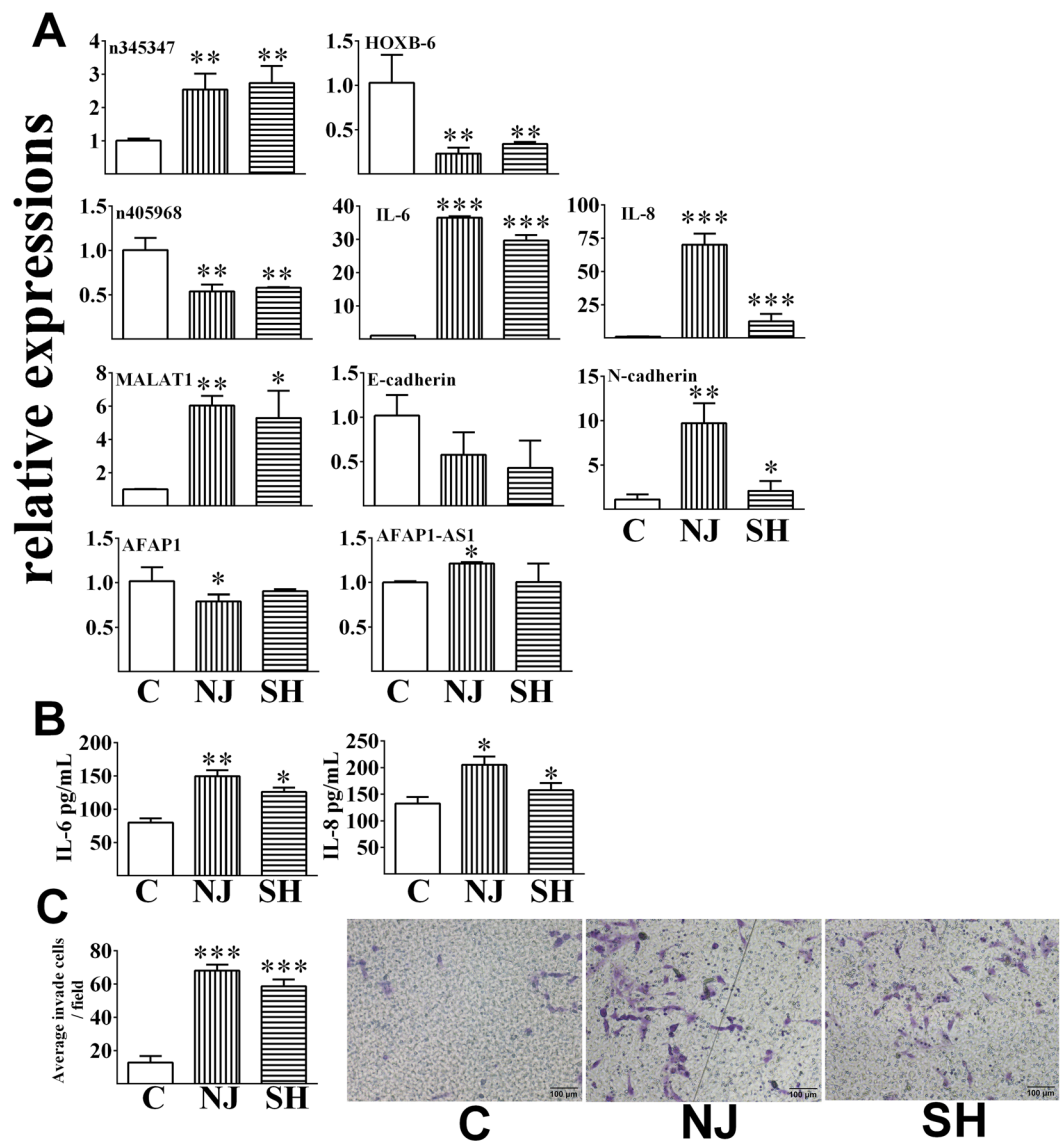 A
relative expressions
n345347
4
3
2
1
** **
HOXB-6
1.5
1.0
0.5
** **
n405968
1.5
1.0
0.5
** **
IL-6
40
30
20
10
*** ***
IL-8
100
75
50
25
*** ***
MALAT1
8
6
4
2
** *
E-cadherin
1.5
1.0
0.5
N-cadherin
15
10
5
** *
C NJ SH
AFAP1
1.5
1.0
0.5
*
C NJ SH
AFAP1-AS1
1.5
1.0
0.5
*
C NJ SH
B
IL-6 pg/mL
200
150
100
50
** *
C NJ SH
IL-8 pg/mL
250
200
150
100
50
* *
C NJ SH
C
Average invade cells
/ field
80
60
40
20
*** ***
C NJ SH
100 μm
100 μm
100 μm
C NJ SH